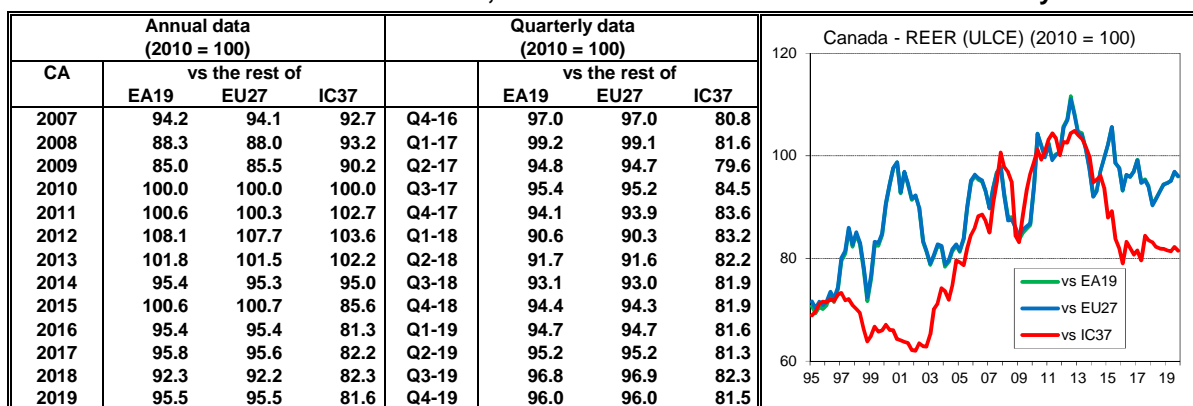 Annual data
(2010 = 100)
Quarterly data
(2010 = 100)
CA vs the rest of vs the rest of
EA19 EU27 IC37 EA19 EU27 IC37
2007 94.2 94.1 92.7 Q4-16 97.0 97.0 80.8
2008 88.3 88.0 93.2 Q1-17 99.2 99.1 81.6
2009 85.0 85.5 90.2 Q2-17 94.8 94.7 79.6
2010 100.0 100.0 100.0 Q3-17 95.4 95.2 84.5
2011 100.6 100.3 102.7 Q4-17 94.1 93.9 83.6
2012 108.1 107.7 103.6 Q1-18 90.6 90.3 83.2
2013 101.8 101.5 102.2 Q2-18 91.7 91.6 82.2
2014 95.4 95.3 95.0 Q3-18 93.1 93.0 81.9
2015 100.6 100.7 85.6 Q4-18 94.4 94.3 81.9
2016 95.4 95.4 81.3 Q1-19 94.7 94.7 81.6
2017 95.8 95.6 82.2 Q2-19 95.2 95.2 81.3
2018 92.3 92.2 82.3 Q3-19 96.8 96.9 82.3
2019 95.5 95.5 81.6 Q4-19 96.0 96.0 81.5
Canada - REER (ULCE) (2010 = 100)
120
100
80
60
vs EA19
vs EU27
vs IC37
95 97 99 01 03 05 07 09 11 13 15 17 19